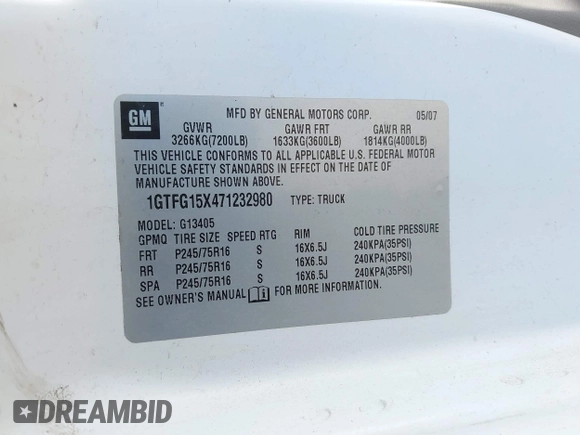 GM
MFD BY GENERAL MOTORS CORP. 05/07
GVWR GAWR FRT GAWR RR
3266KG(7200LB) 1633KG(3600LB) 1814KG(4000LB)
THIS VEHICLE CONFORMS TO ALL APPLICABLE U.S. FEDERAL MOTOR
VEHICLE SAFETY STANDARDS IN EFFECT ON THE DATE OF
MANUFACTURE SHOWN ABOVE.
1GTFG15X471232980 TYPE: TRUCK
MODEL: G13405
GPMQ TIRE SIZE SPEED RTG RIM COLD TIRE PRESSURE
FRT P245/75R16 S 16X6.5J 240KPA(35PSI)
RR P245/75R16 S 16X6.5J 240KPA(35PSI)
SPA P245/75R16 S 16X6.5J 240KPA(35PSI)
SEE OWNER'S MANUAL FOR MORE INFORMATION.
DREAMBID